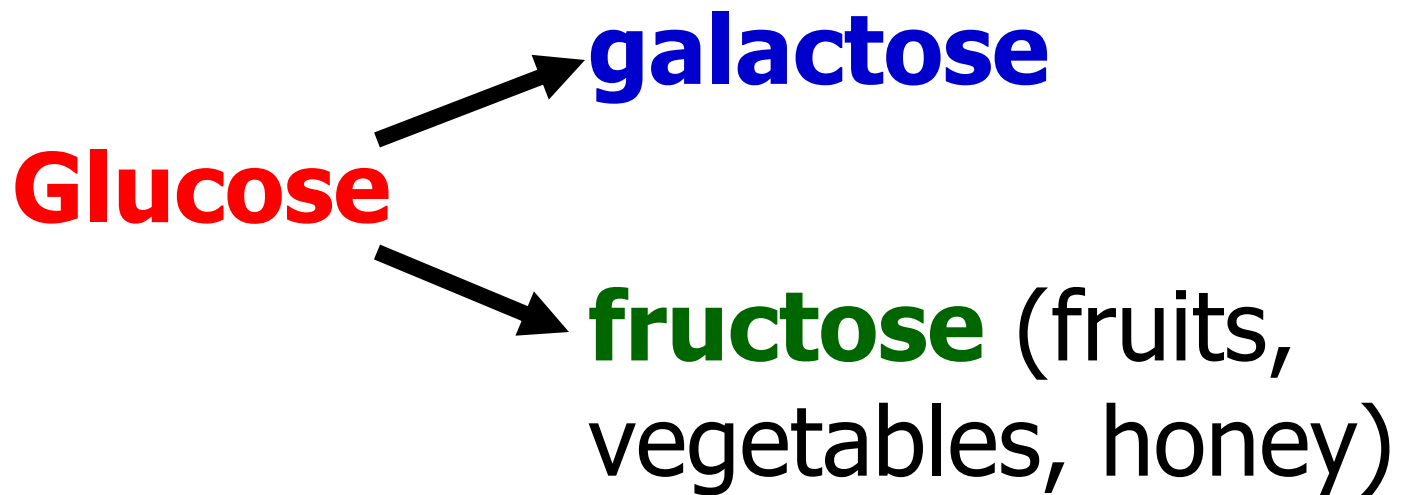 galactose
Glucose
fructose (fruits,
vegetables, honey)